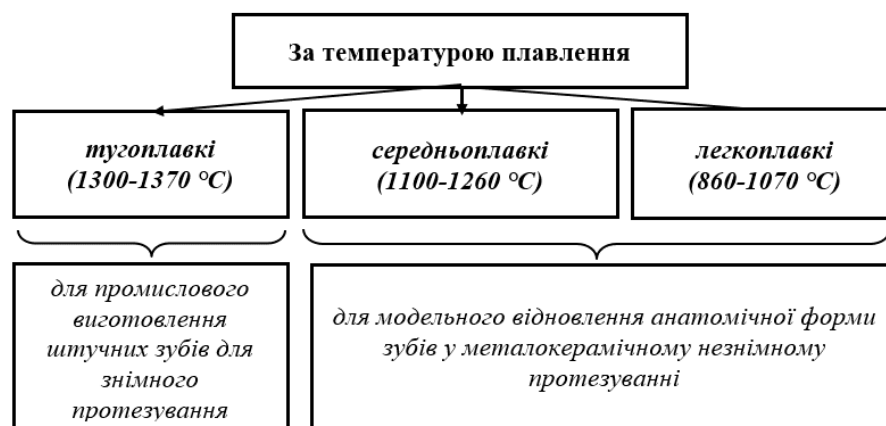 За температурою плавлення
тугоплавкі
(1300-1370 °С)
середньоплавкі
(1100-1260 °С)
легкоплавкі
(860-1070 °С)
для промислового
виготовлення
штучних зубів для
знімного
протезування
для модельного відновлення анатомічної форми
зубів у металокерамічному незнімному
протезуванні